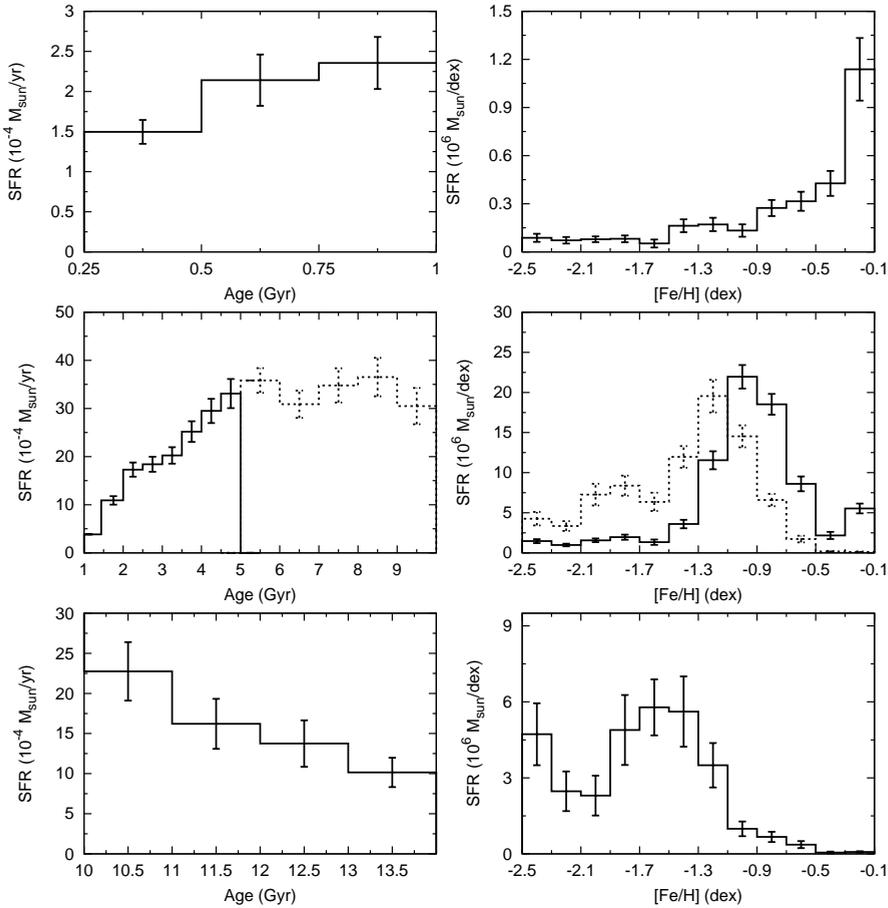 3
2.5
2
1.5
1
0.5
0
SFR (10^-4 M_sun/yr)
0.25 0.5 0.75 1
Age (Gyr)
1.5
1.2
0.9
0.6
0.3
0
SFR (10^6 M_sun/dex)
-2.5 -2.1 -1.7 -1.3 -0.9 -0.5 -0.1
[Fe/H] (dex)
50
40
30
20
10
0
SFR (10^-4 M_sun/yr)
1 2 3 4 5 6 7 8 9
Age (Gyr)
30
25
20
15
10
5
0
SFR (10^6 M_sun/dex)
-2.5 -2.1 -1.7 -1.3 -0.9 -0.5 -0.1
[Fe/H] (dex)
30
25
20
15
10
5
0
SFR (10^-4 M_sun/yr)
10 10.5 11 11.5 12 12.5 13 13.5
Age (Gyr)
9
6
3
0
SFR (10^6 M_sun/dex)
-2.5 -2.1 -1.7 -1.3 -0.9 -0.5 -0.1
[Fe/H] (dex)